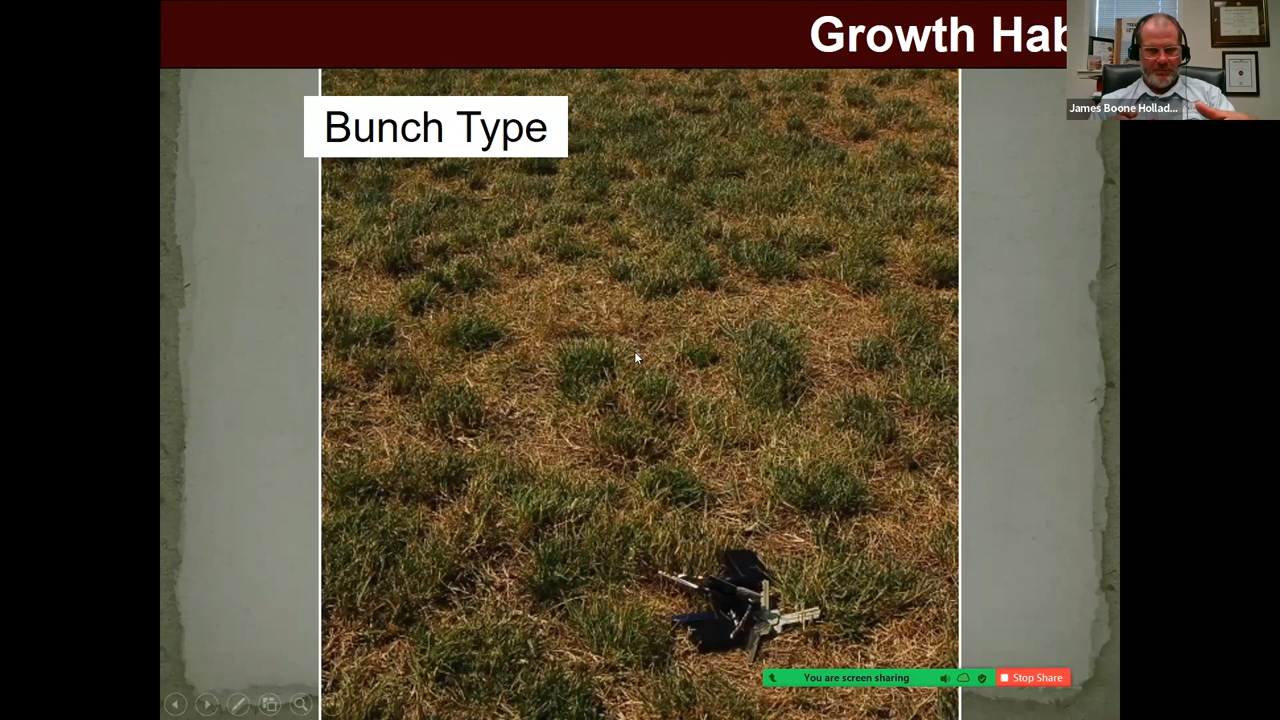 Growth Hab
James Boone Hollad...
Bunch Type
You are screen sharing
Stop Share